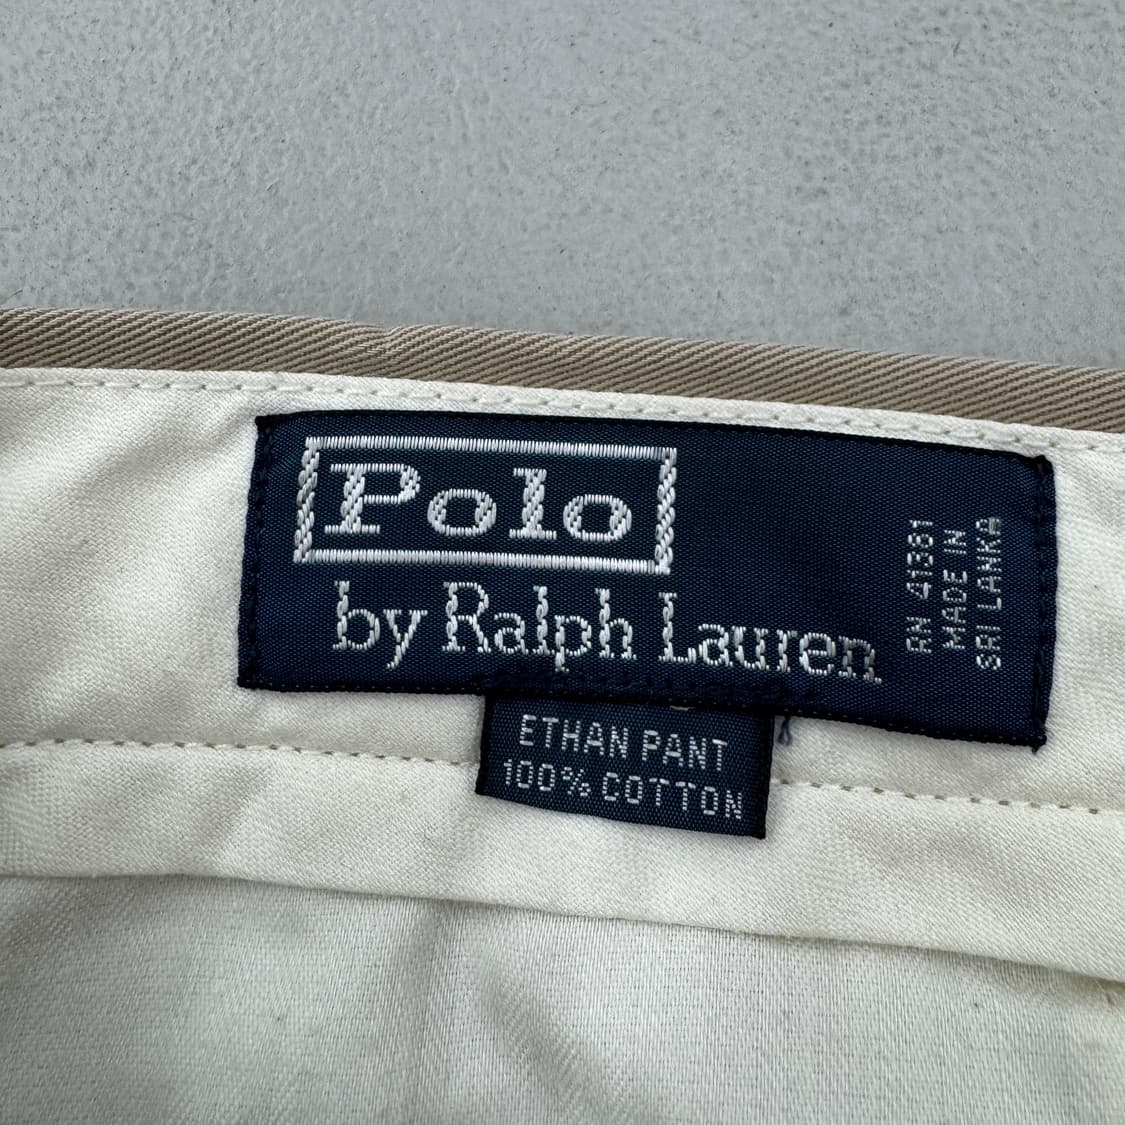 Polo
by Ralph Lauren
RN 41381
MADE IN
SRI LANKA
ETHAN PANT
100% COTTON